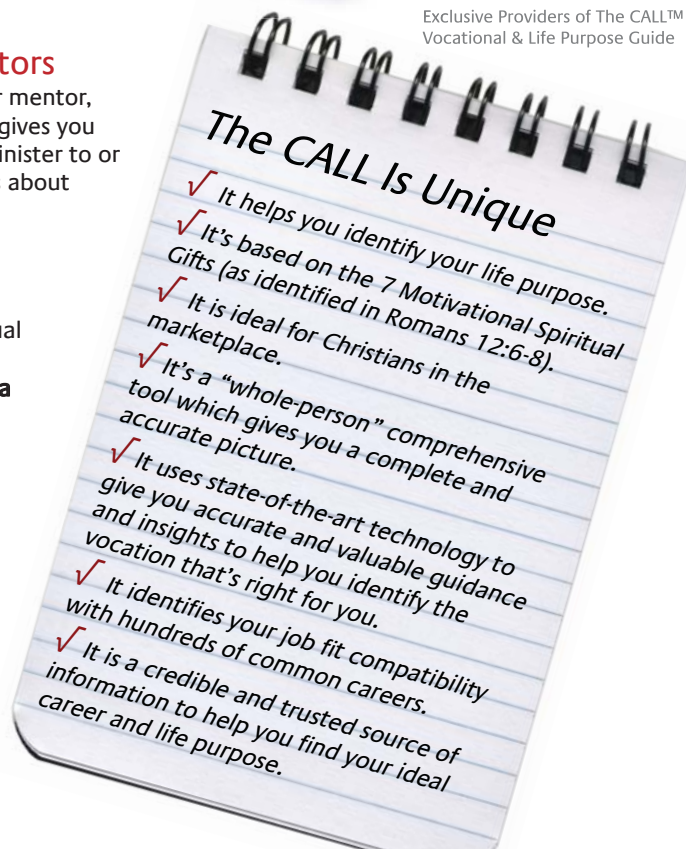 Exclusive Providers of The CALL™
Vocational & Life Purpose Guide
tors
r mentor,
gives you
inister to or
s about
ual
a
The CALL Is Unique
√ It helps you identify your life purpose.
√ It's based on the 7 Motivational Spiritual
Gifts (as identified in Romans 12:6-8).
√ It is ideal for Christians in the
marketplace.
√ It's a “whole-person” comprehensive
tool which gives you a complete and
accurate picture.
√ It uses state-of-the-art technology to
give you accurate and valuable guidance
and insights to help you identify the
vocation that's right for you.
√ It identifies your job fit compatibility
with hundreds of common careers.
√ It is a credible and trusted source of
information to help you find your ideal
career and life purpose.